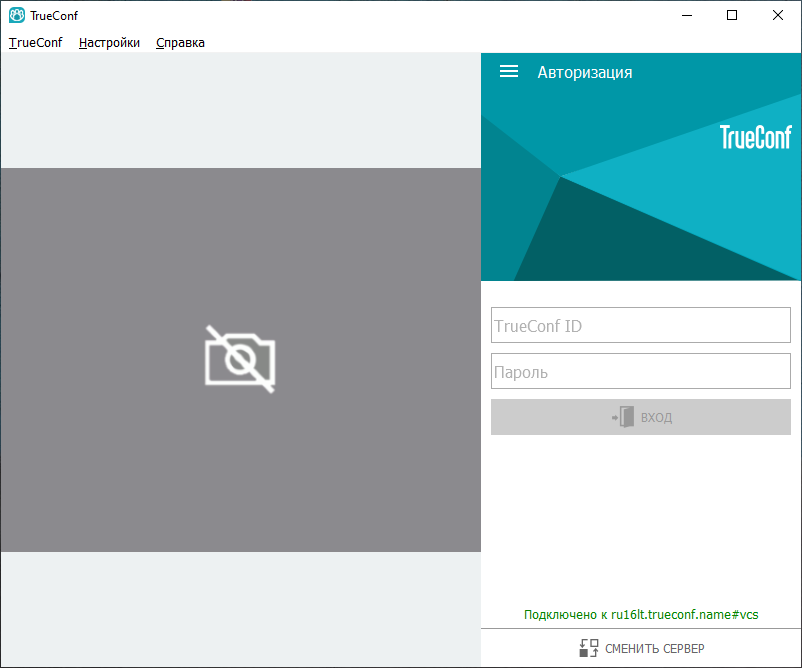 TrueConf
TrueConf Настройки Справка
Авторизация
TrueConf
TrueConf ID
Пароль
ВХОД
Подключено к ru16lt.trueconf.name#vcs
СМЕНИТЬ СЕРВЕР